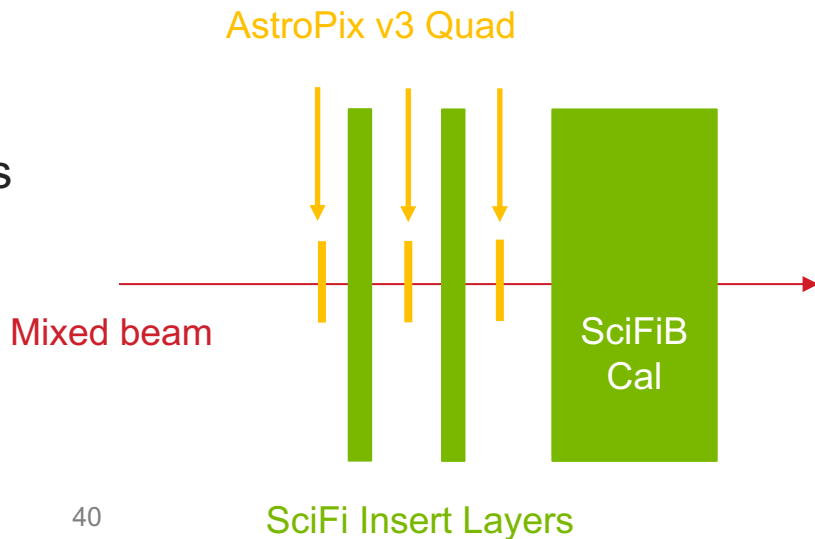 AstroPix v3 Quad
s
Mixed beam
SciFiB
Cal
40
SciFi Insert Layers